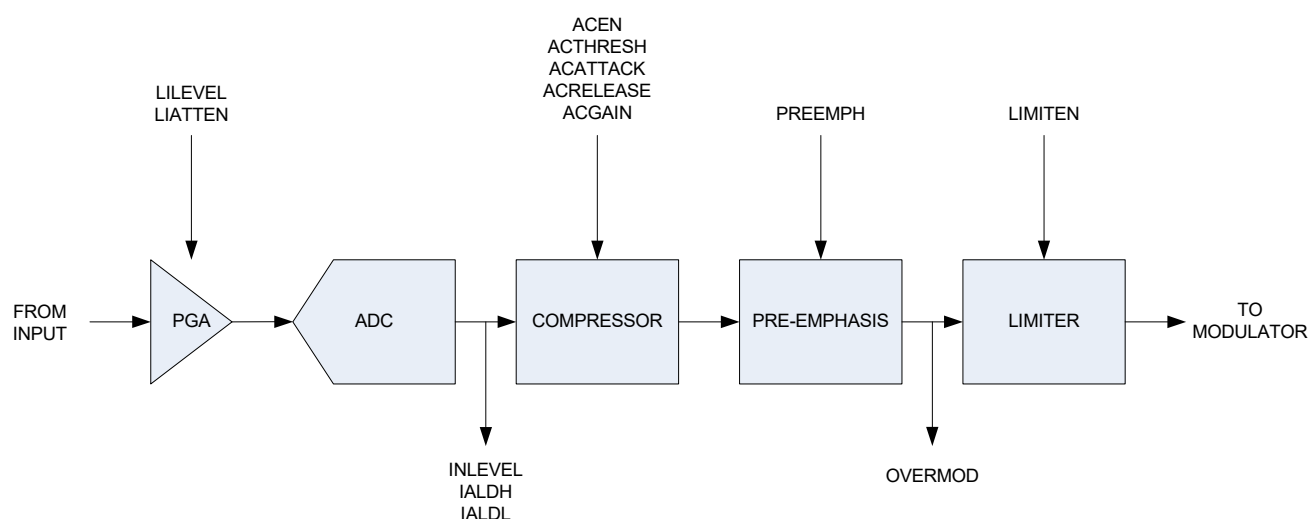 ACEN
ACTHRESH
ACATTACK
ACRELEASE
ACGAIN
LILEVEL
LIATTEN
PREEMPH
LIMITEN
FROM
INPUT
PGA
ADC
COMPRESSOR
PRE-EMPHASIS
LIMITER
TO
MODULATOR
INLEVEL
IALDH
IALDL
OVERMOD